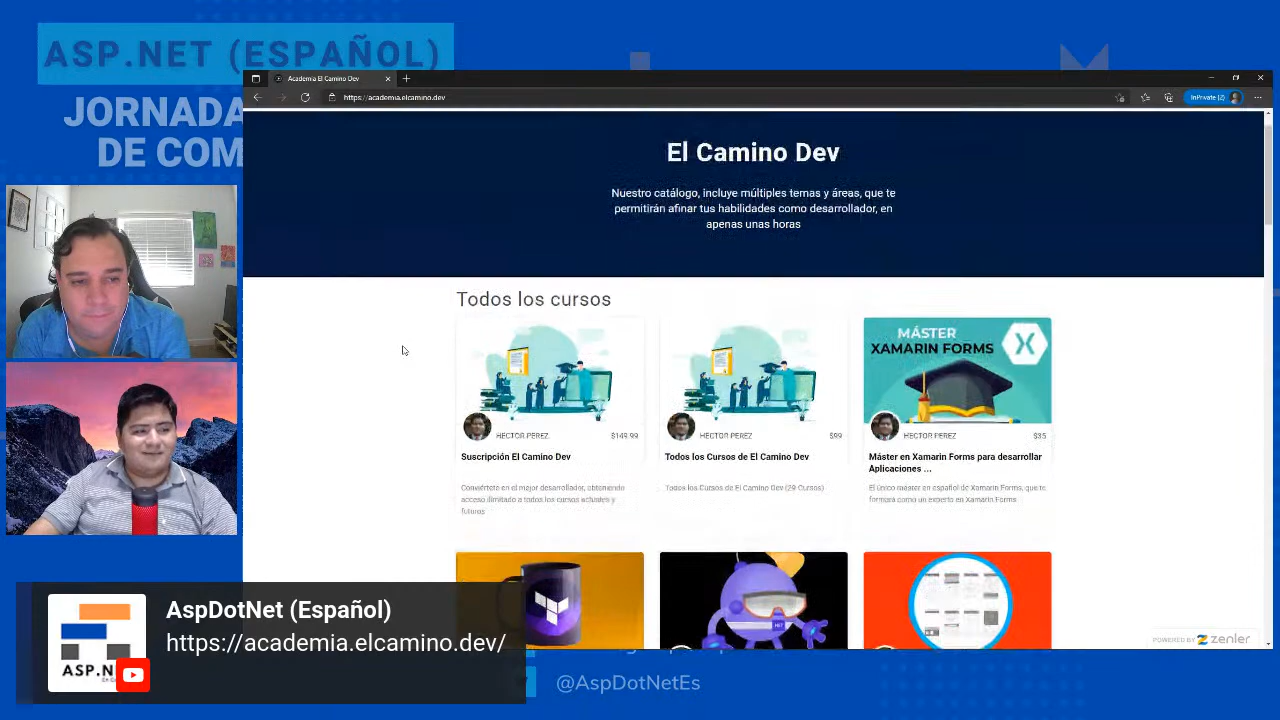 ASP.NET (ESPAÑOL)
JORNADA
DE COM
Academia El Camino Dev
https://academia.elcamino.dev
InPrivate (2)
El Camino Dev
Nuestro catálogo, incluye múltiples temas y áreas, que te
permitirán afinar tus habilidades como desarrollador, en
apenas unas horas
Todos los cursos
MÁSTER
XAMARIN FORMS
HECTOR PEREZ $149.99
HECTOR PEREZ $99
HECTOR PEREZ $35
Suscripción El Camino Dev
Todos los Cursos de El Camino Dev
Máster en Xamarin Forms para desarrollar
Aplicaciones ...
Conviértete en el mejor desarrollador, obteniendo
acceso ilimitado a todos los cursos actuales y
futuros
Todos los Cursos de El Camino Dev (29 Cursos)
El único máster en español de Xamarin Forms, que te
formará como un experto en Xamarin Forms
.NET
POWERED BY zenler
AspDotNet (Español)
https://academia.elcamino.dev/
ASP.N
@AspDotNetEs